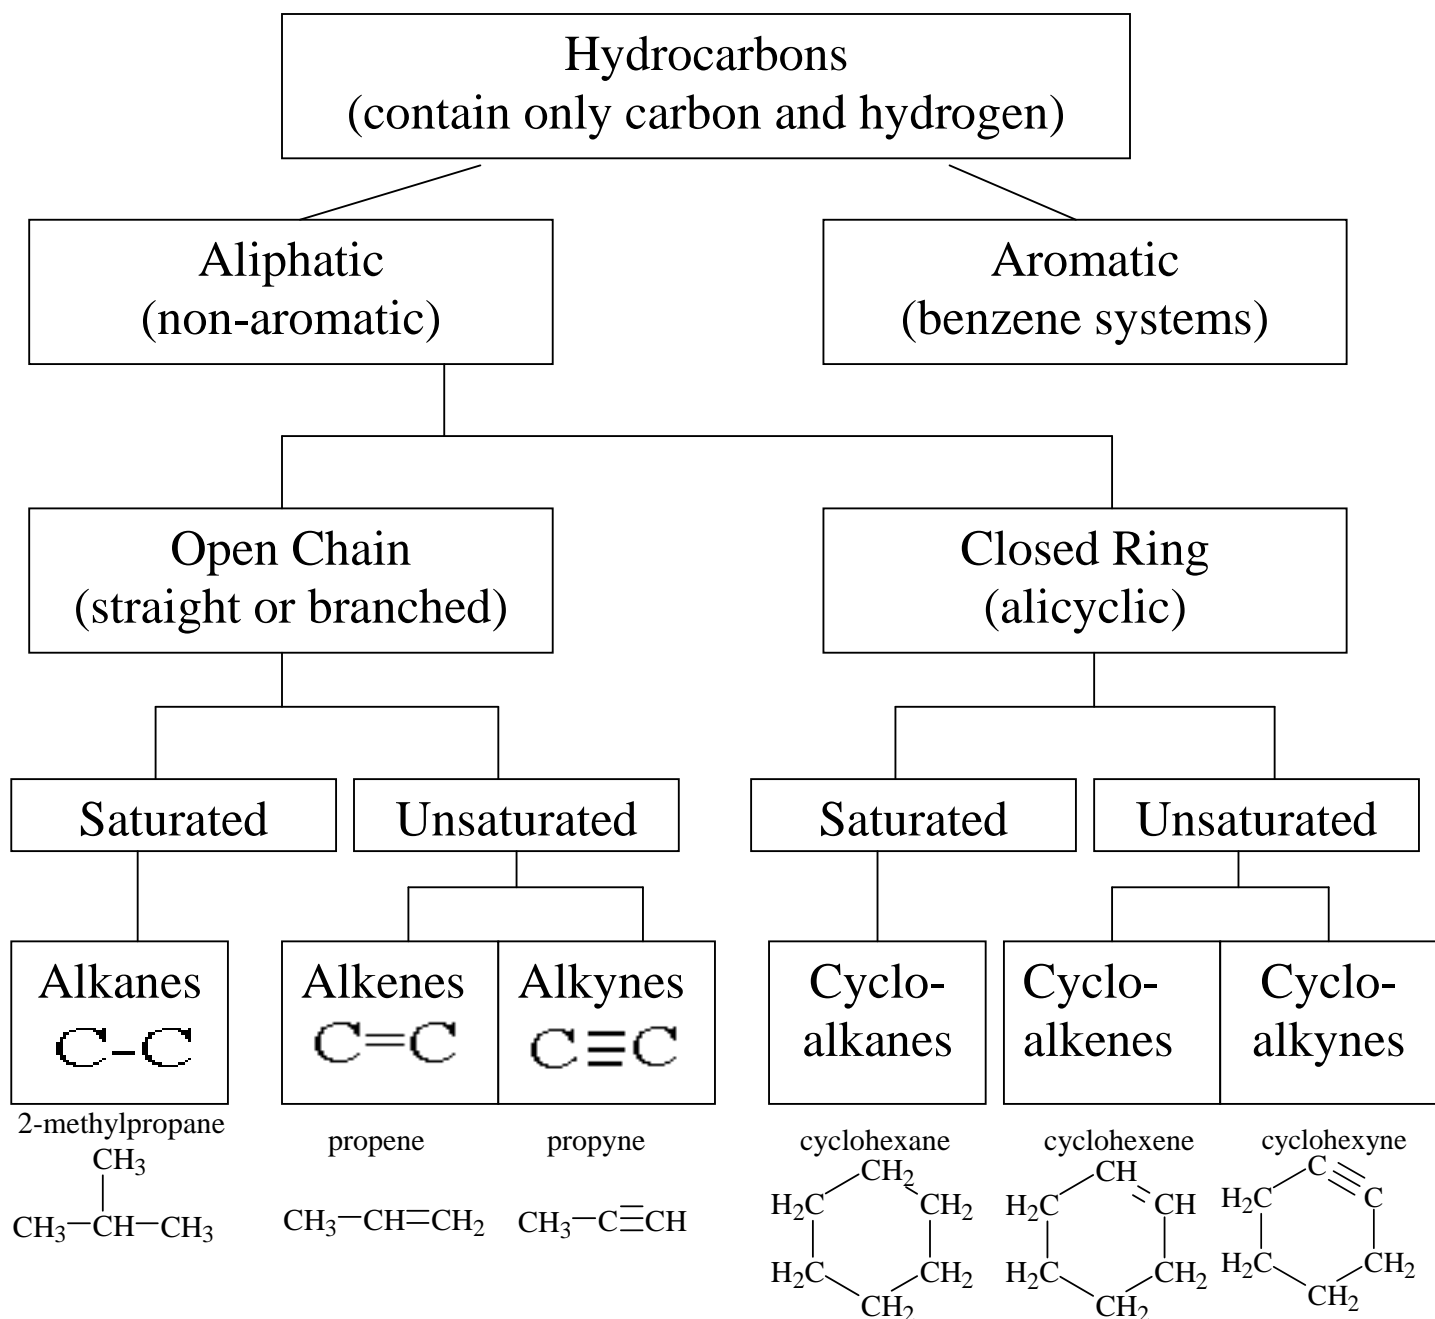 Hydrocarbons
(contain only carbon and hydrogen)
Aliphatic
(non-aromatic)
Aromatic
(benzene systems)
Open Chain
(straight or branched)
Closed Ring
(alicyclic)
Saturated
Unsaturated
Saturated
Unsaturated
Alkanes
C-C
Alkenes
C=C
Alkynes
C≡C
Cyclo-
alkanes
Cyclo-
alkenes
Cyclo-
alkynes
2-methylpropane
CH3
CH3—CH—CH3
propene
CH3—CH=CH2
propyne
CH3—C≡CH
cyclohexane
CH2
H2C CH2
H2C CH2
CH2
cyclohexene
CH
H2C CH
H2C CH2
CH2
cyclohexyne
C≡C
H2C
H2C CH2
CH2